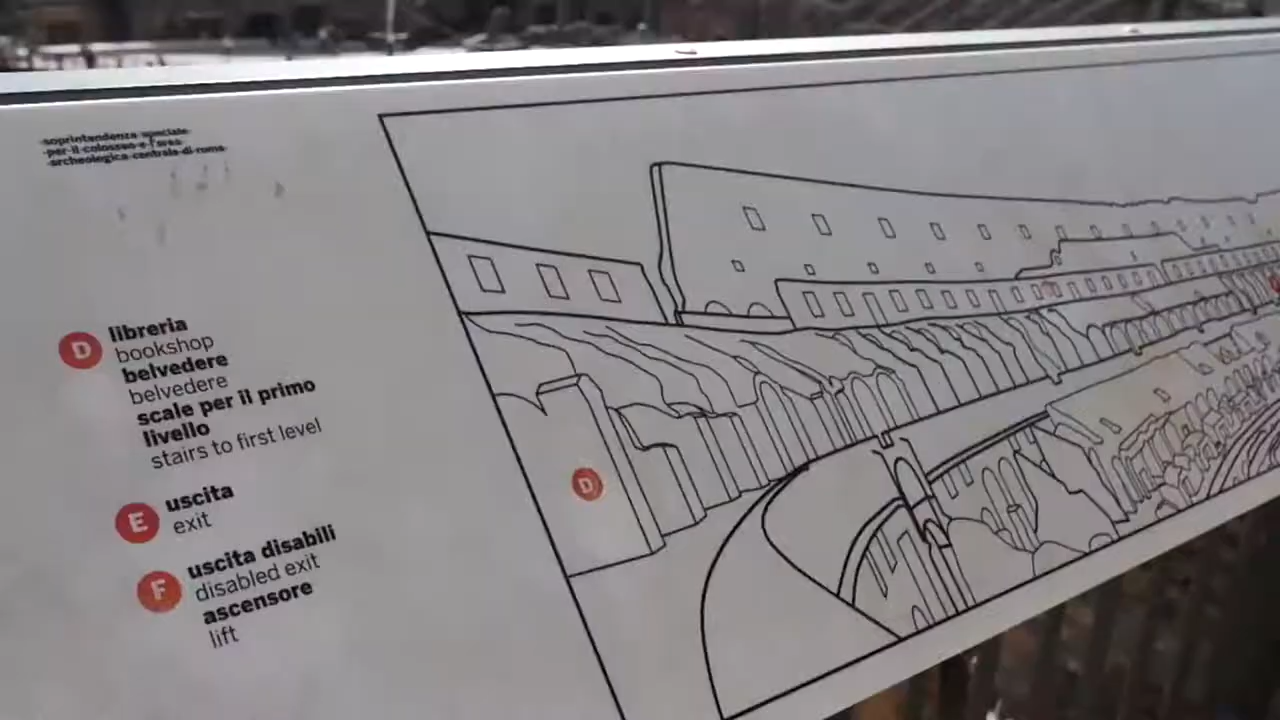 soprintendenza speciale
per il colosseo e l'area
archeologica centrale di roma
D
libreria
bookshop
belvedere
belvedere
scale per il primo
livello
stairs to first level
E
uscita
exit
F
uscita disabili
disabled exit
ascensore
lift
D